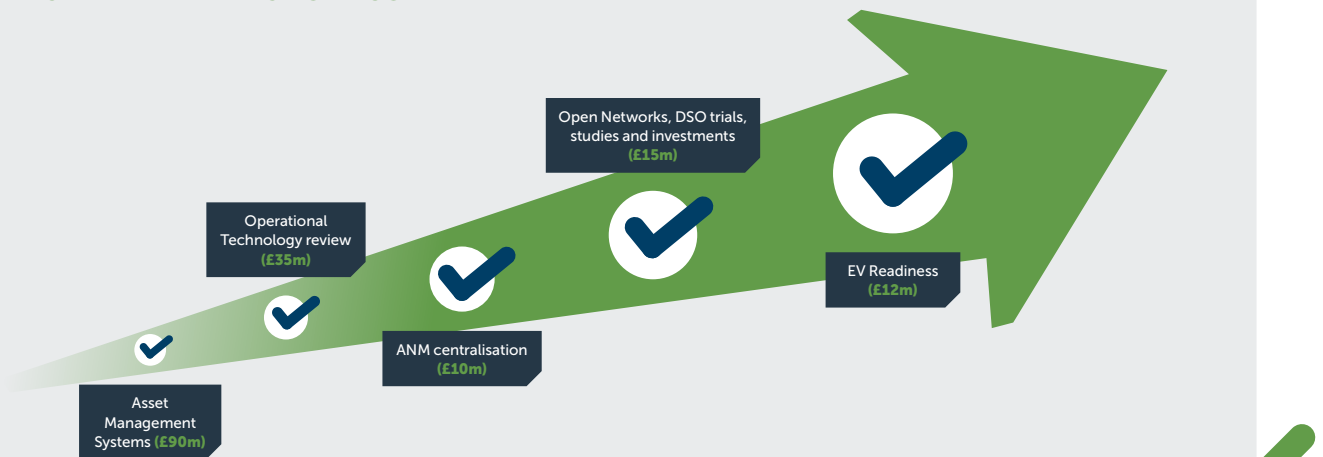 Open Networks, DSO trials,
studies and investments
(£15m)
Operational
Technology review
(£35m)
EV Readiness
(£12m)
ANM centralisation
(£10m)
Asset
Management
Systems (£90m)